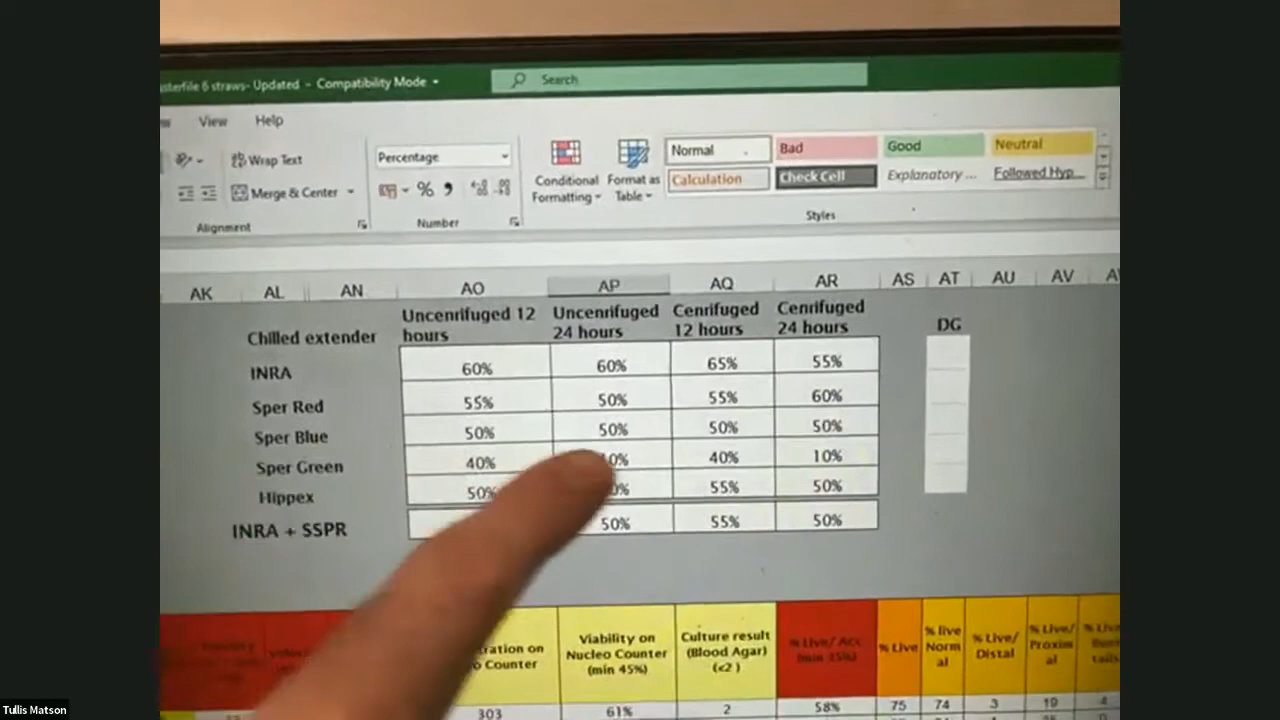 usterfile 6 straws- Updated - Compatibility Mode
Search
View Help
Wrap Text
Merge & Center
Alignment
Percentage
%
Number
Conditional Formatting
Format as Table
Normal Bad Good Neutral
Calculation Check Cell Explanatory ... Followed Hyp...
Styles
AK AL AN AO AP AQ AR AS AT AU AV
Chilled extender Uncenrifuged 12 hours Uncenrifuged 24 hours Cenrifuged 12 hours Cenrifuged 24 hours DG
INRA 60% 60% 65% 55%
Sper Red 55% 50% 55% 60%
Sper Blue 50% 50% 50% 50%
Sper Green 40% 40% 10%
Hippex 50% 55% 50%
INRA + SSPR 50% 55% 50%
Counter
Viability on Nucleo Counter (min 45%)
Culture result (Blood Agar) (<2 )
% Live
% live Norm al
% Live/ Distal
% Live/ Proxim al
303 61% 2 58% 75 74 3 19 4
Tullis Matson